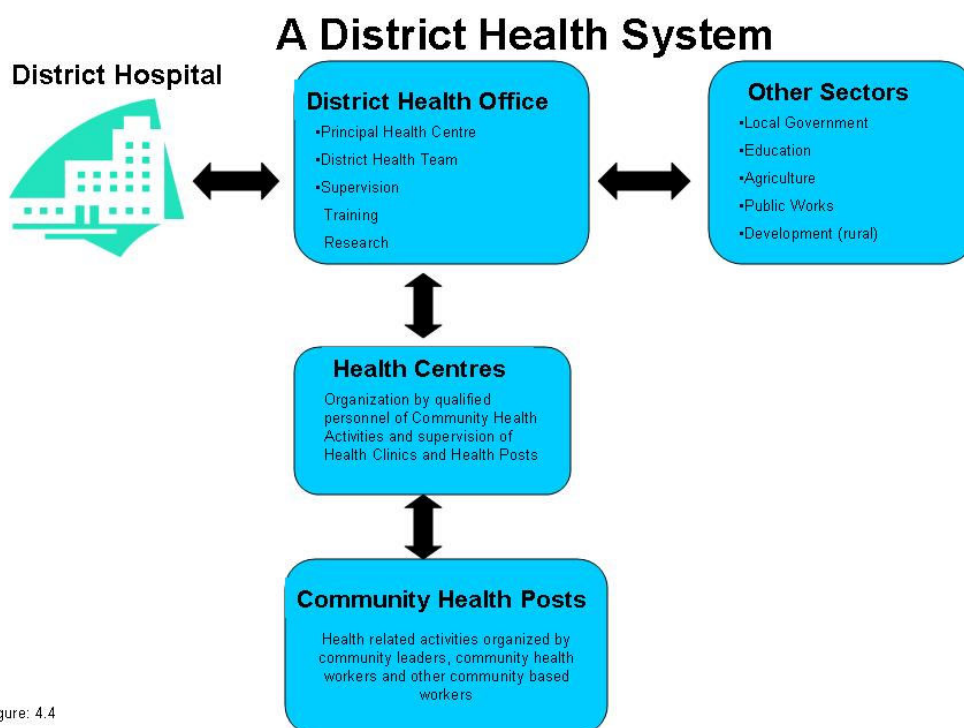 A District Health System
District Hospital
District Health Office
•Principal Health Centre
•District Health Team
•Supervision
Training
Research
Other Sectors
•Local Government
•Education
•Agriculture
•Public Works
•Development (rural)
Health Centres
Organization by qualified
personnel of Community Health
Activities and supervision of
Health Clinics and Health Posts
Community Health Posts
Health related activities organized by
community leaders, community health
workers and other community based
workers
gure: 4.4